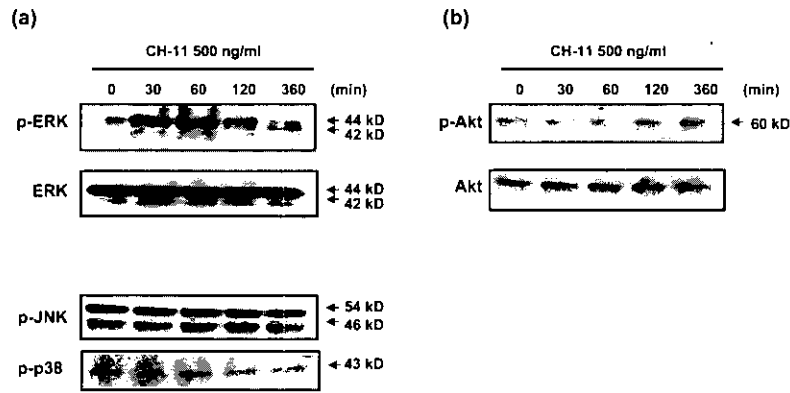 (a)
CH-11 500 ng/ml
0 30 60 120 360 (min)
p-ERK
44 kD
42 kD
ERK
44 kD
42 kD
p-JNK
54 kD
46 kD
p-p38
43 kD
(b)
CH-11 500 ng/ml
0 30 60 120 360 (min)
p-Akt
60 kD
Akt